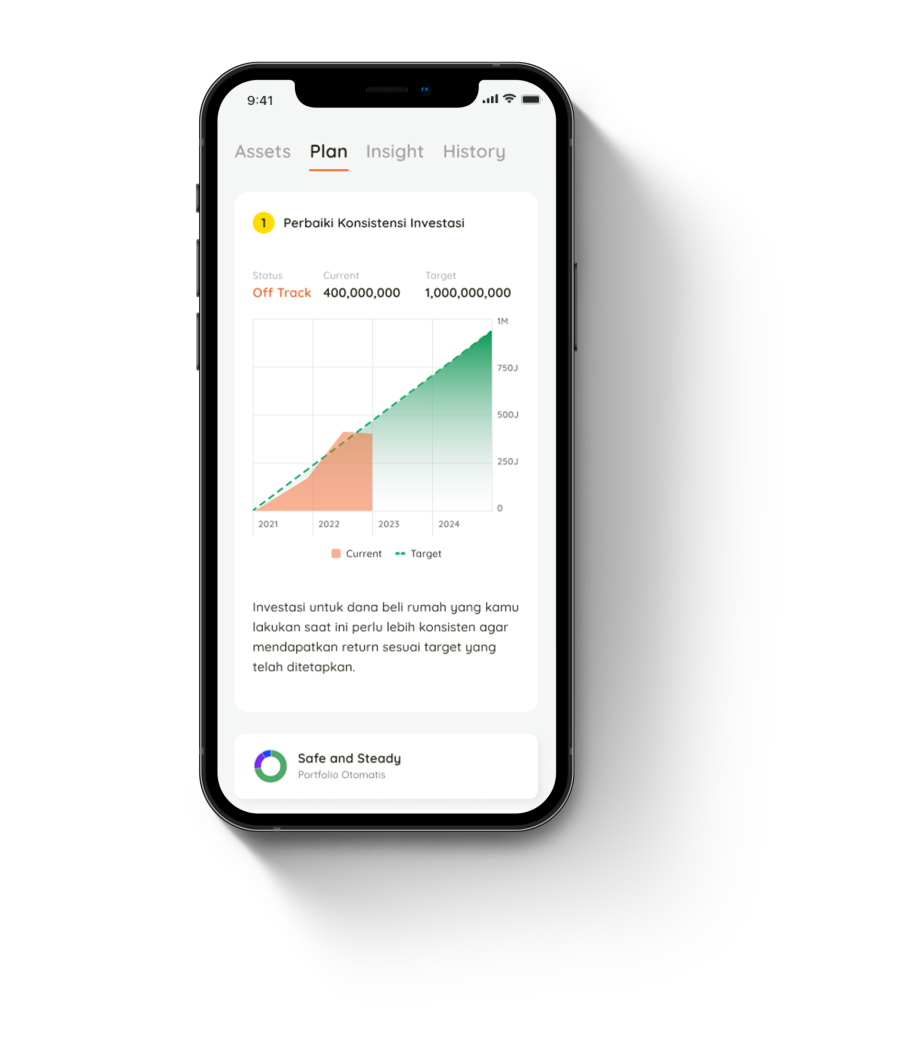 9:41
Assets Plan Insight History
1 Perbaiki Konsistensi Investasi
Status Current Target
Off Track 400,000,000 1,000,000,000
1M
750J
500J
250J
0
2021 2022 2023 2024
Current Target
Investasi untuk dana beli rumah yang kamu
lakukan saat ini perlu lebih konsisten agar
mendapatkan return sesuai target yang
telah ditetapkan.
Safe and Steady
Portfolio Otomatis